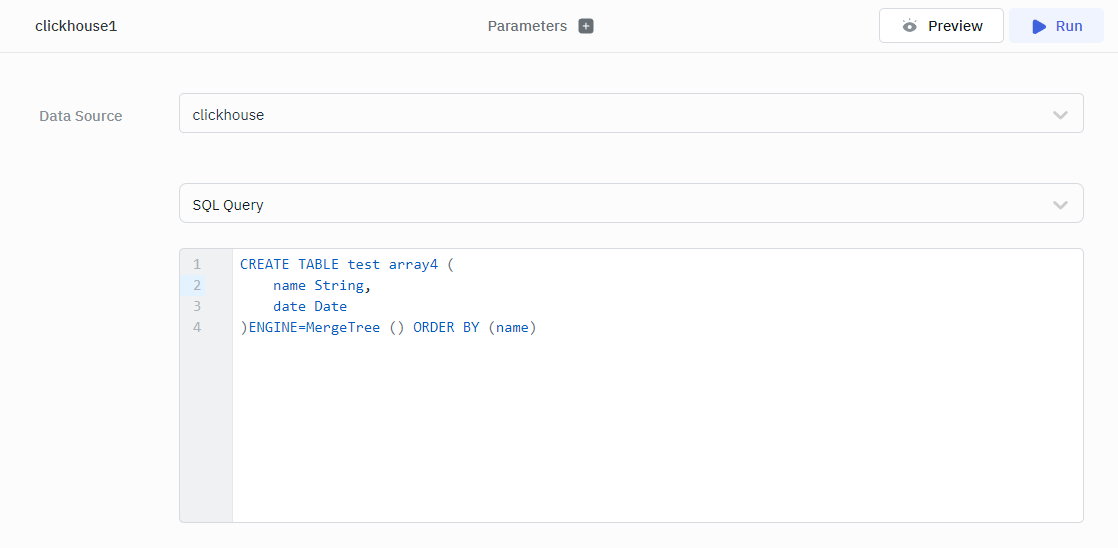 clickhouse1
Parameters +
Preview
Run
Data Source
clickhouse
SQL Query
1 CREATE TABLE test array4 (
2 name String,
3 date Date
4 )ENGINE=MergeTree () ORDER BY (name)